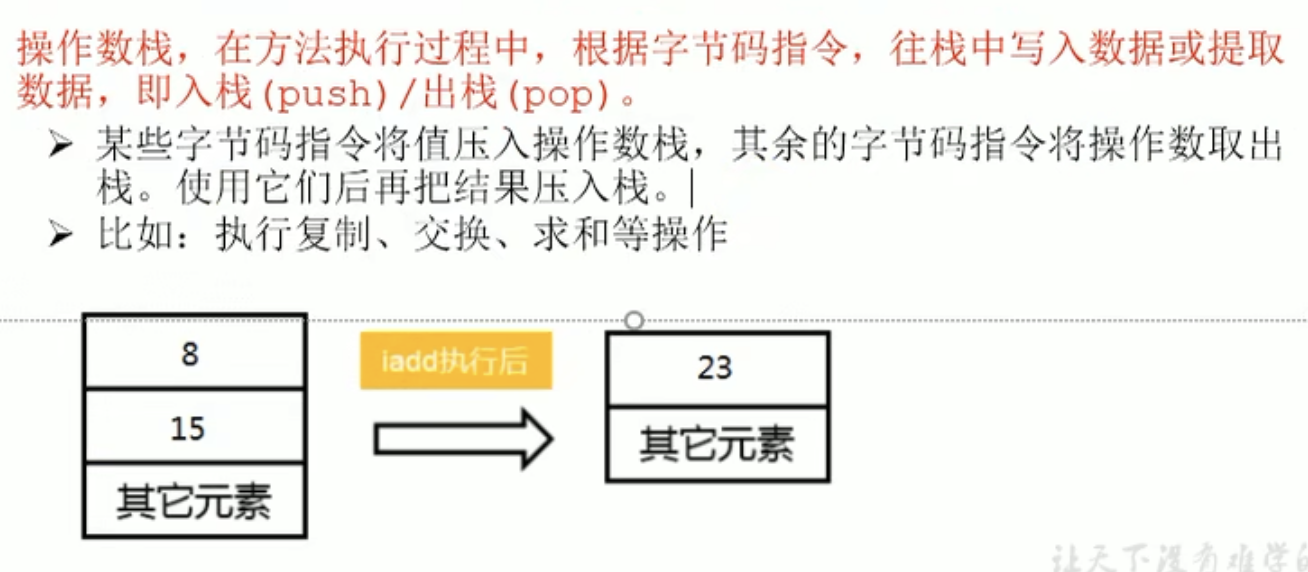 操作数栈，在方法执行过程中，根据字节码指令，往栈中写入数据或提取
数据，即入栈(push)/出栈(pop)。
某些字节码指令将值压入操作数栈，其余的字节码指令将操作数取出
栈。使用它们后再把结果压入栈。
比如：执行复制、交换、求和等操作
8
15
其它元素
iadd执行后
23
其它元素
让天下没有难学的